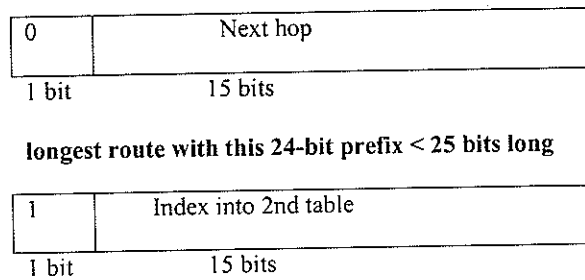 0 Next hop
1 bit 15 bits
longest route with this 24-bit prefix < 25 bits long
1 Index into 2nd table
1 bit 15 bits